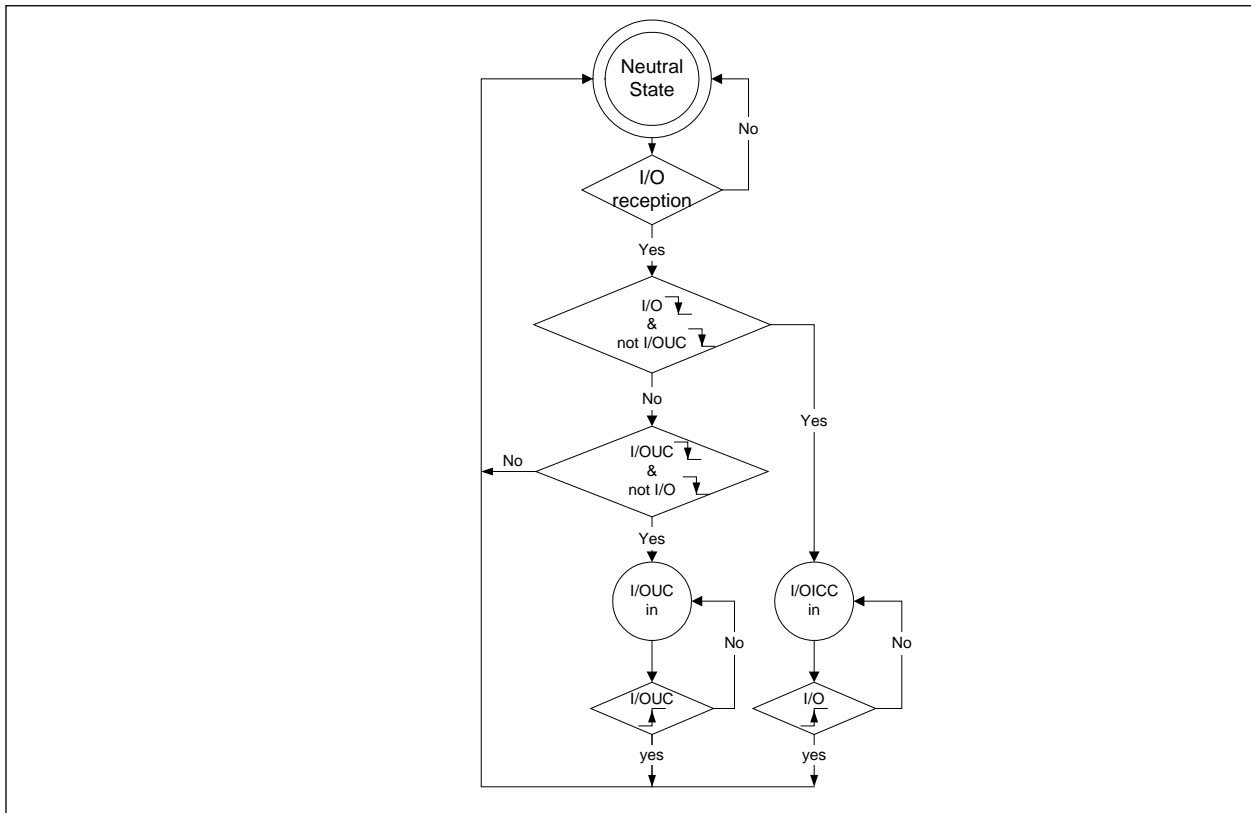 Neutral
State
No
I/O
reception
Yes
I/O
&
not I/OUC
No
Yes
I/OUC
&
not I/O
No
Yes
I/OUC
in
No
I/OICC
in
No
I/OUC
I/O
yes
yes